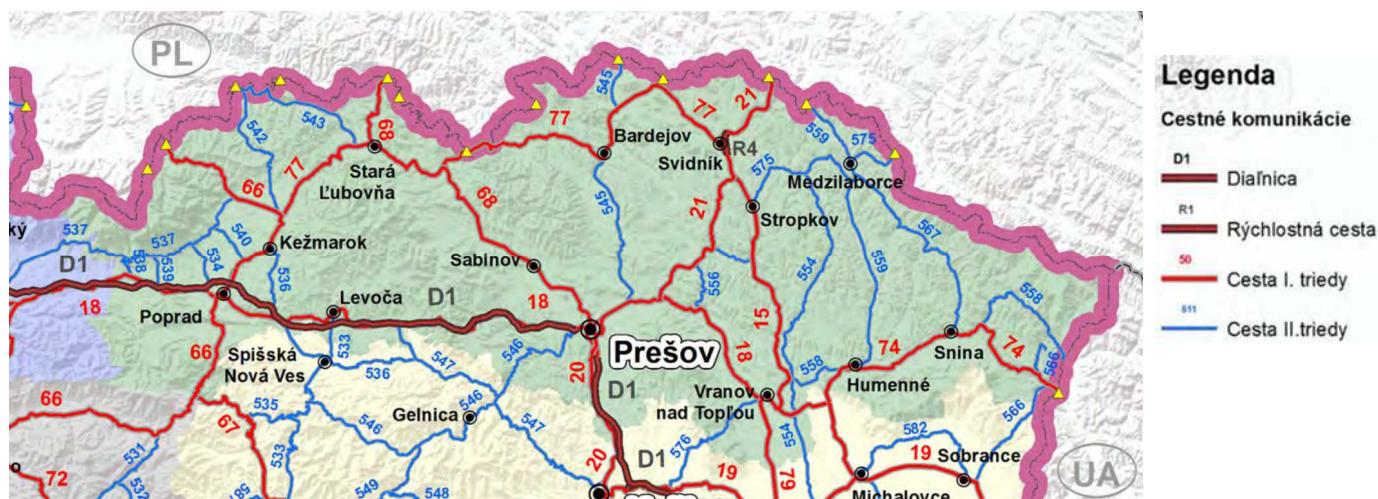 PL
542
543
68
77
545
77
21
Bardejov
Svidník
R4
559
575
575
Medzilaborce
Stará
Ľubovňa
66
77
68
545
21
Stropkov
567
ký
537
537
540
Kežmarok
D1
538
539
534
536
Sabinov
556
554
559
558
18
Poprad
Levoča
D1
18
15
74
Snina
74
66
Spišská
Nová Ves
533
547
546
Prešov
20
D1
18
558
Humenné
566
536
Vranov
nad Topľou
66
67
535
546
Gelnica
546
547
554
566
531
533
576
582
Sobrance
19
72
532
549
548
20
D1
19
79
Michalovce
UA
Legenda
Cestné komunikácie
D1
Diaľnica
R1
Rýchlostná cesta
50
Cesta I. triedy
511
Cesta II.triedy